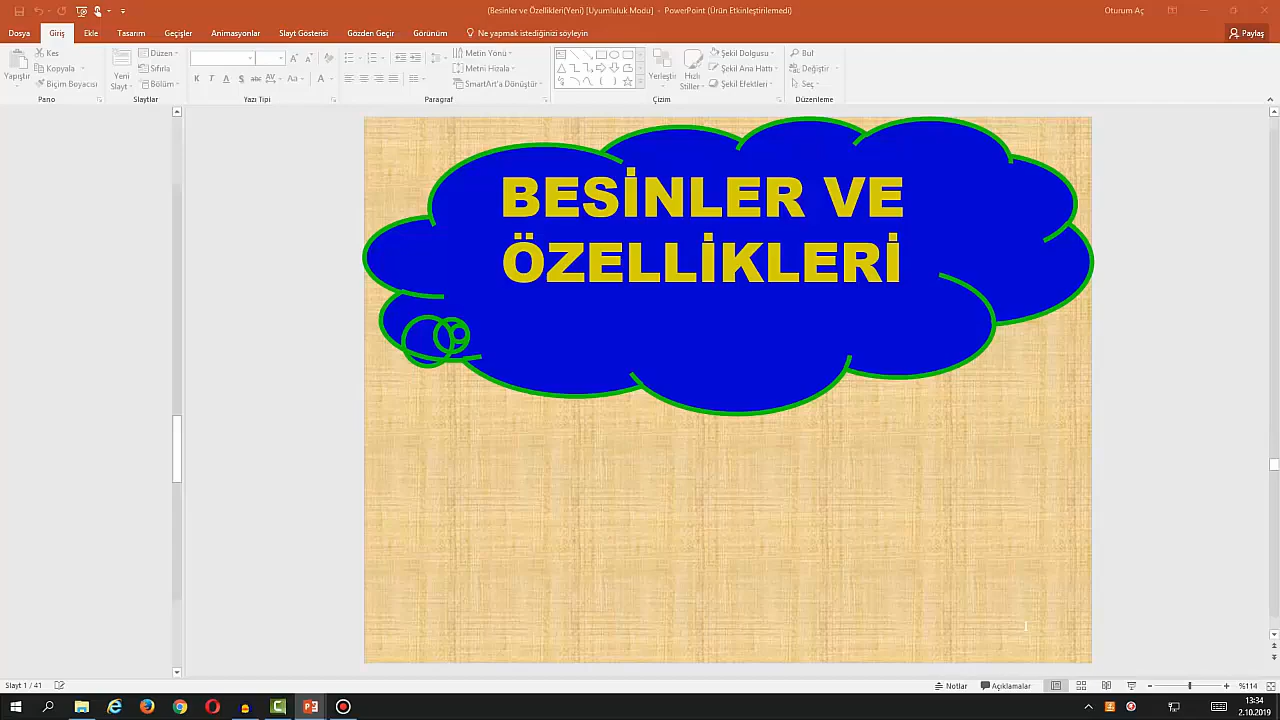 (Besinler ve Özellikleri(Yeni) [Uyumluluk Modu] - PowerPoint (Ürün Etkinleştirilemedi)
Oturum Aç
Dosya Giriş Ekle Tasarım Geçişler Animasyonlar Slayt Gösterisi Gözden Geçir Görünüm Ne yapmak istediğinizi söyleyin
Paylaş
Yapıştır
Kes
Kopyala
Biçim Boyacısı
Pano
Yeni Slayt
Düzen
Sıfırla
Bölüm
Slaytlar
K T A S abc AV Aa A
Yazı Tipi
Metin Yönü
Metni Hizala
SmartArt'a Dönüştür
Paragraf
Yerleştir
Hızlı Stiller
Şekil Dolgusu
Şekil Ana Hattı
Şekil Efektleri
Çizim
Bul
Değiştir
Seç
Düzenleme
BESİNLER VE
ÖZELLİKLERİ
Slayt 1 / 41
Notlar
Açıklamalar
%114
13:34
2.10.2019